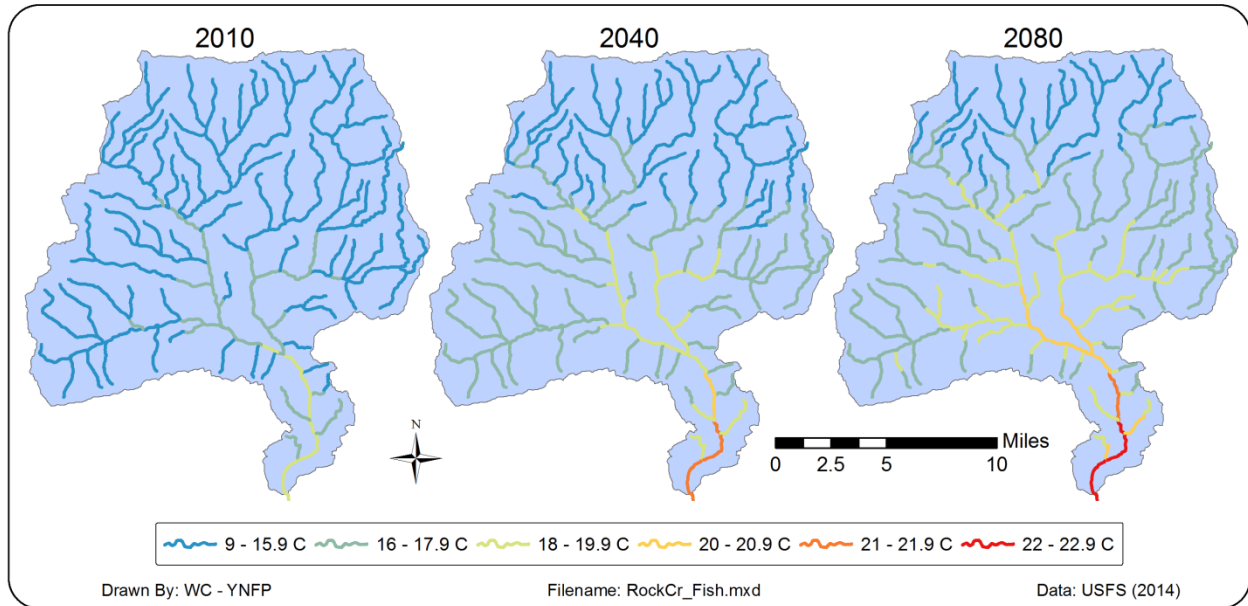 2010
2040
2080
N
Miles
0 2.5 5 10
9 - 15.9 C 16 - 17.9 C 18 - 19.9 C 20 - 20.9 C 21 - 21.9 C 22 - 22.9 C
Drawn By: WC - YNFP Filename: RockCr_Fish.mxd Data: USFS (2014)